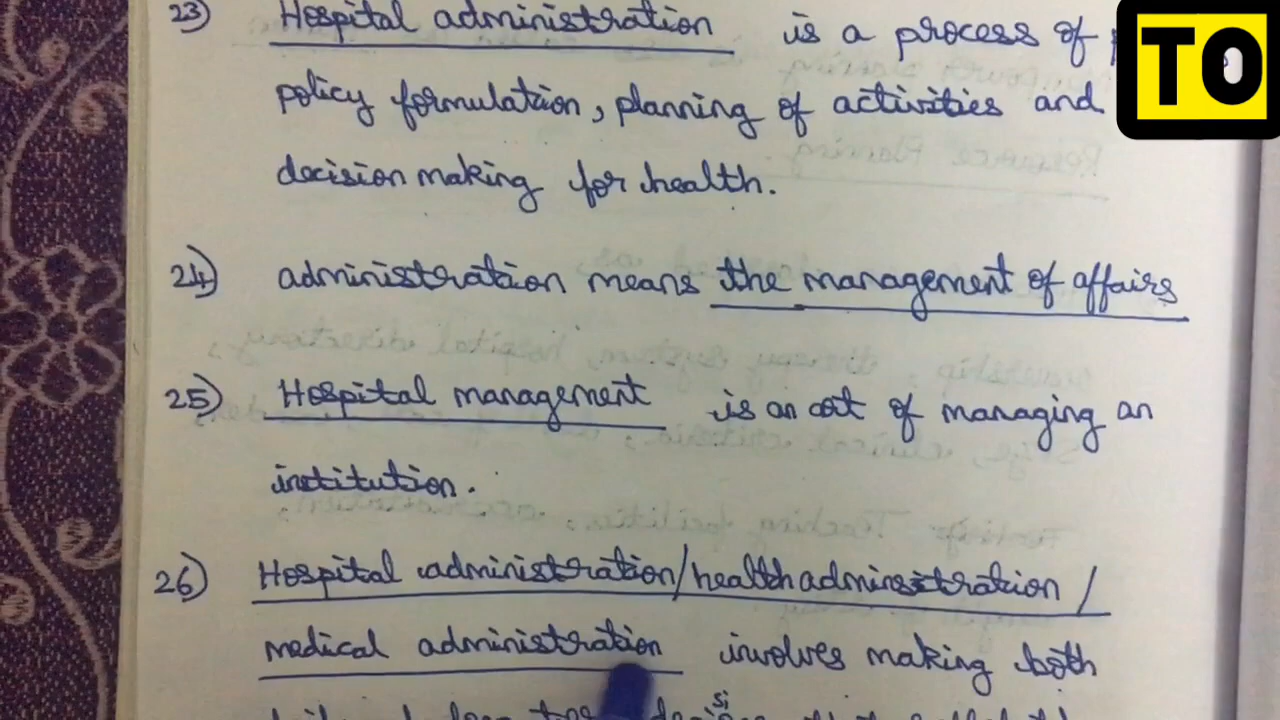 23) Hospital administration is a process of
TO
policy formulation, planning of activities and
decision making for health.
24) administration means the management of affairs
25) Hospital management is an art of managing an
institution.
26) Hospital administration/health administration/
medical administration involves making both